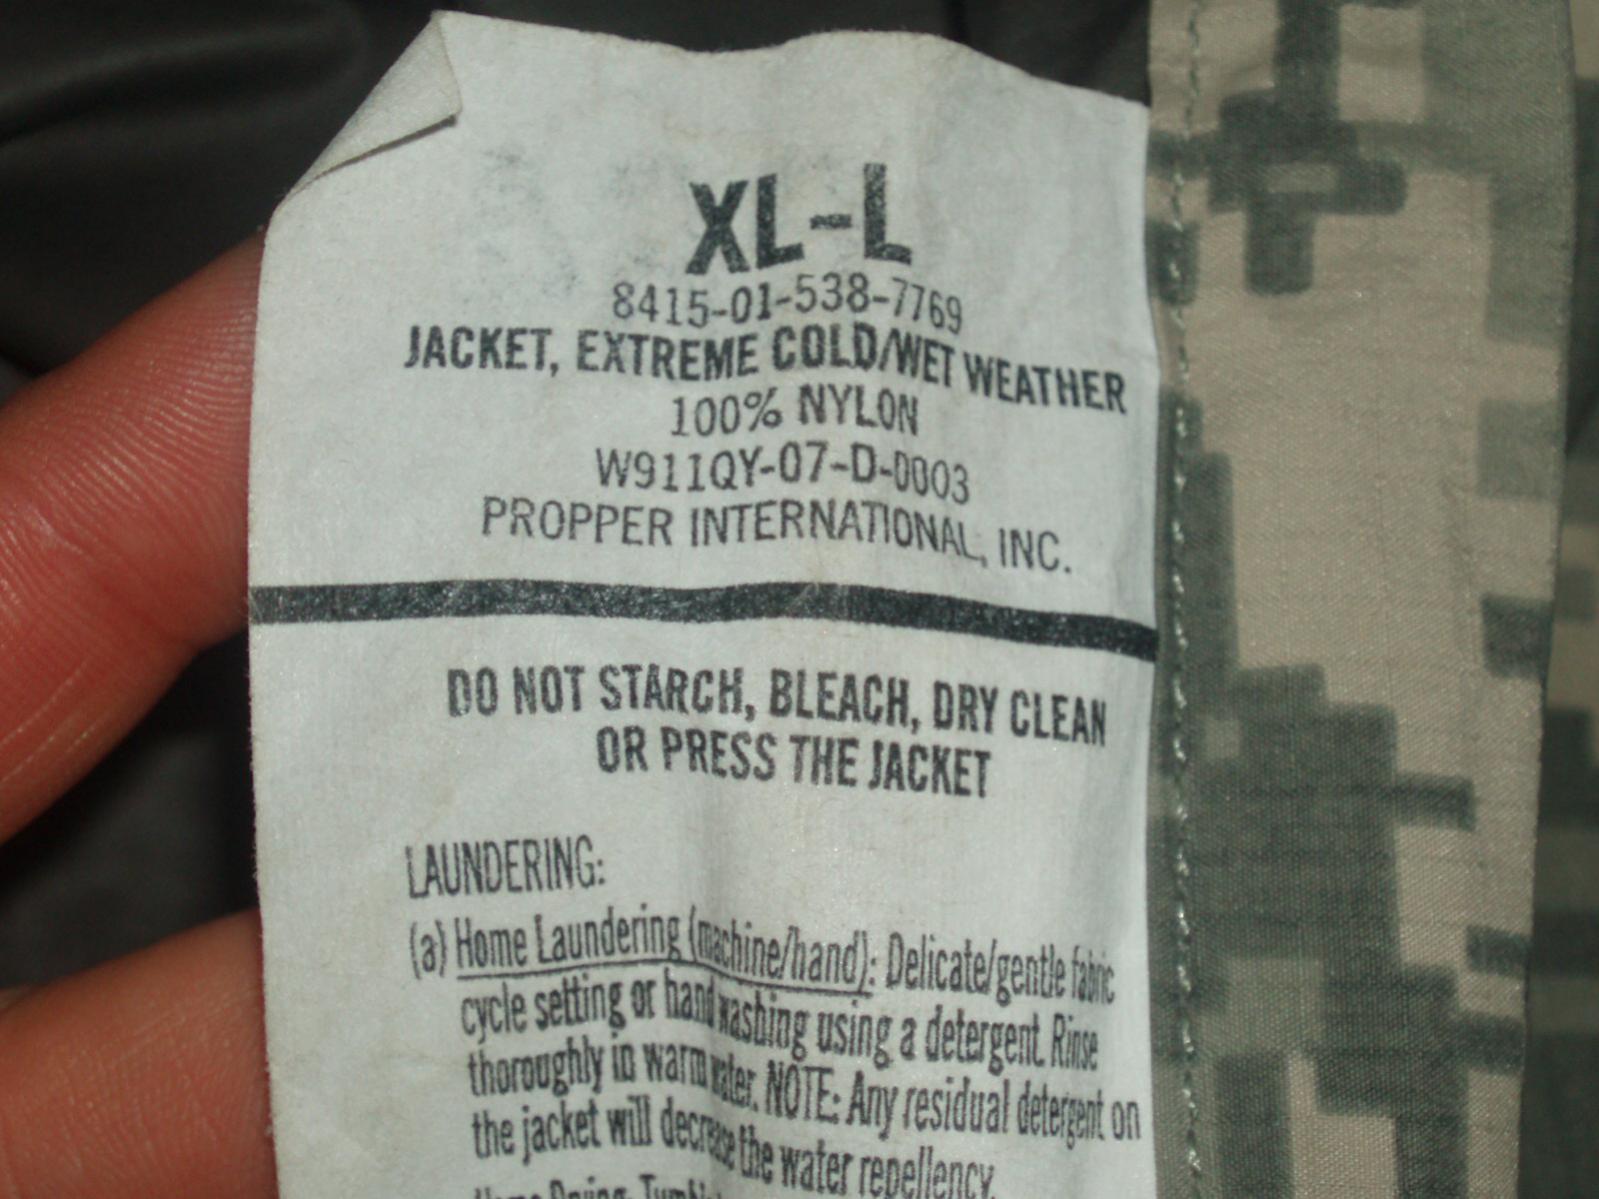 XL-L
8415-01-538-7769
JACKET, EXTREME COLD/WET WEATHER
100% NYLON
W911QY-07-D-0003
PROPPER INTERNATIONAL, INC.
DO NOT STARCH, BLEACH, DRY CLEAN
OR PRESS THE JACKET
LAUNDERING:
(a) Home Laundering (machine/hand): Delicate/gentle fabric
cycle setting or hand washing using a detergent. Rinse
thoroughly in warm water. NOTE: Any residual detergent on
the jacket will decrease the water repellency.